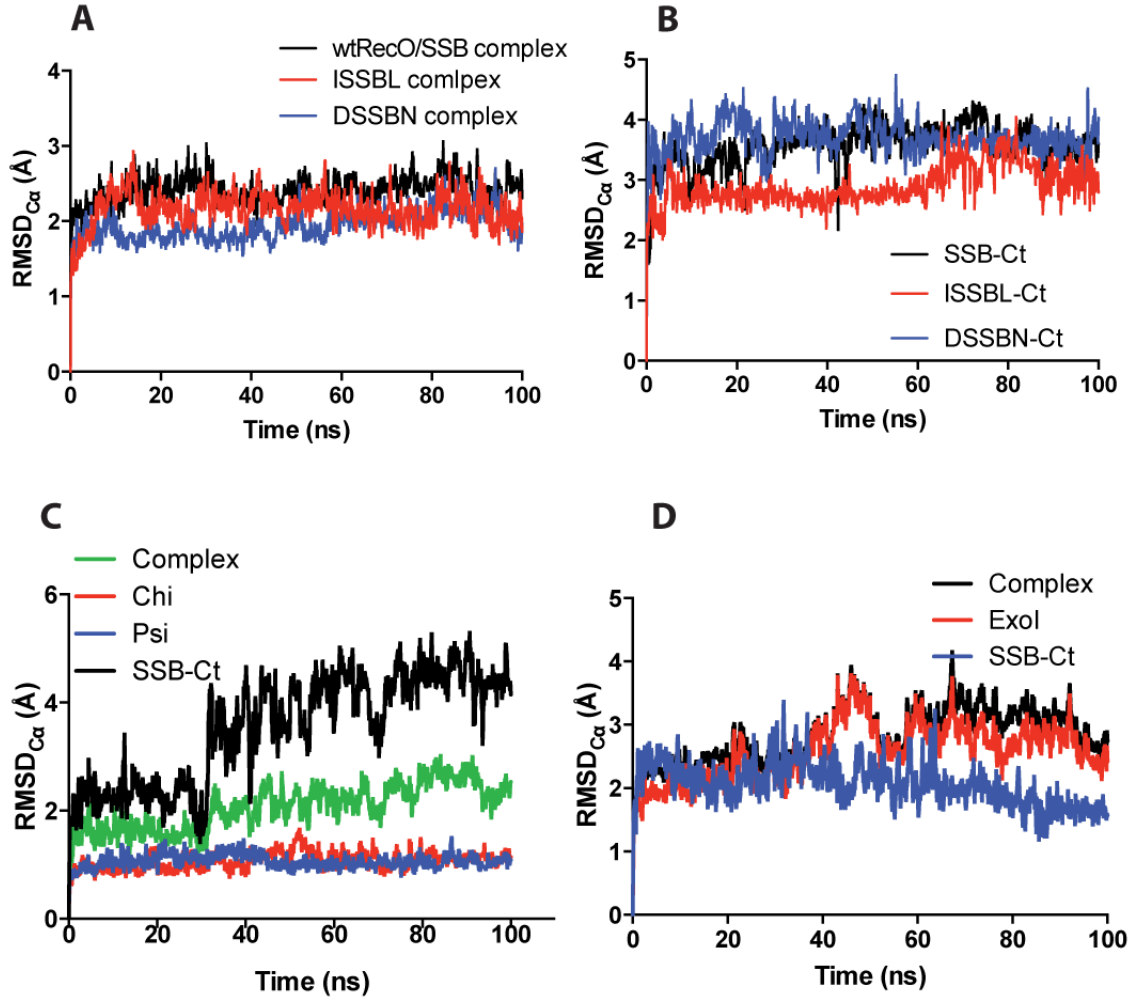 A
wtRecO/SSB complex
ISSBL comlpex
DSSBN complex
RMSDCα (Å)
4
3
2
1
0
0 20 40 60 80 100
Time (ns)
B
RMSDCα (Å)
5
4
3
2
1
0
SSB-Ct
ISSBL-Ct
DSSBN-Ct
0 20 40 60 80 100
Time (ns)
C
Complex
Chi
Psi
SSB-Ct
RMSDCα (Å)
6
4
2
0
0 20 40 60 80 100
Time (ns)
D
Complex
ExoI
SSB-Ct
RMSDCα (Å)
5
4
3
2
1
0
0 20 40 60 80 100
Time (ns)